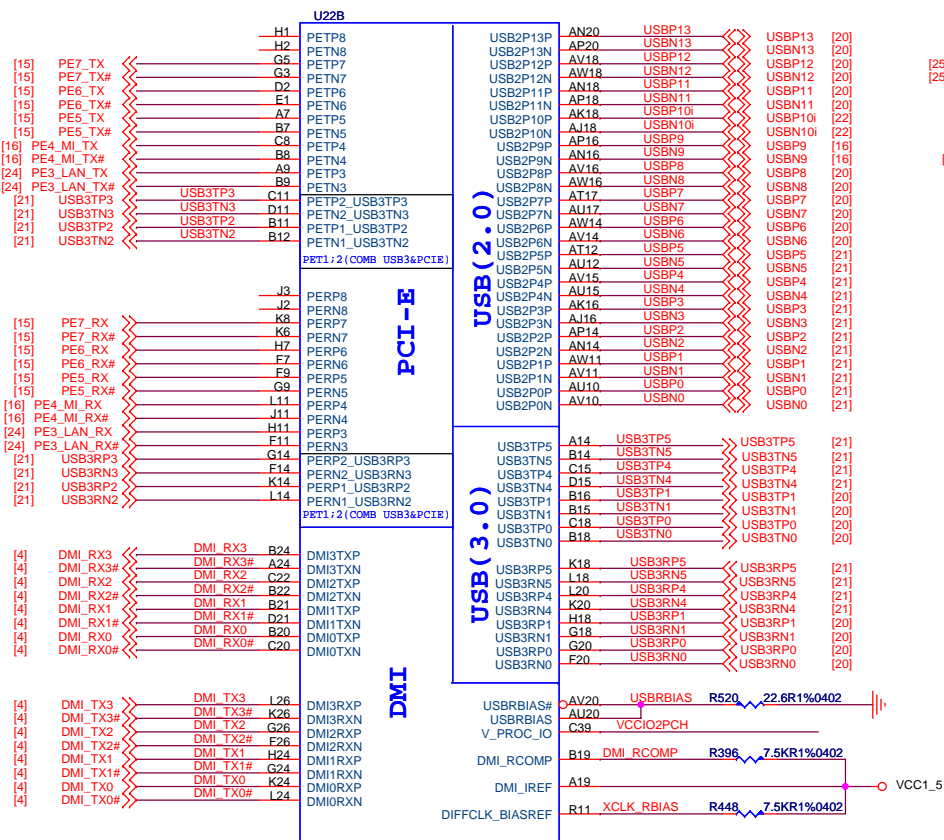 U22B
H1 PETP8 USB2P13P AN20 USBP13 USBP13 [20]
H2 PETN8 USB2P13N AP20 USBN13 USBN13 [20]
[15] PE7_TX G5 PETP7 USB2P12P AV18 USBP12 USBP12 [20] [25
[15] PE7_TX# G3 PETN7 USB2P12N AW18 USBN12 USBN12 [20] [25
[15] PE6_TX D2 PETP6 USB2P11P AN18 USBP11 USBP11 [20]
[15] PE6_TX# E1 PETN6 USB2P11N AP18 USBN11 USBN11 [20]
[15] PE5_TX A7 PETP5 USB2P10P AK18 USBP10i USBP10i [22]
[15] PE5_TX# B7 PETN5 USB2P10N AJ18 USBN10i USBN10i [22]
[16] PE4_MI_TX C8 PETP4 USB2P9P AP16 USBP9 USBP9 [16]
[16] PE4_MI_TX# B8 PETN4 USB2P9N AN16 USBN9 USBN9 [16] [
[24] PE3_LAN_TX A9 PETP3 USB2P8P AV16 USBP8 USBP8 [20]
[24] PE3_LAN_TX# B9 PETN3 USB2P8N AW16 USBN8 USBN8 [20]
[21] USB3TP3 USB3TP3 C11 PETP2_USB3TP3 USB2P7P AT17 USBP7 USBP7 [20]
[21] USB3TN3 USB3TN3 D11 PETN2_USB3TN3 USB2P7N AU17 USBN7 USBN7 [20]
[21] USB3TP2 USB3TP2 B11 PETP1_USB3TP2 USB2P6P AW14 USBP6 USBP6 [20]
[21] USB3TN2 USB3TN2 B12 PETN1_USB3TN2 USB2P6N AV14 USBN6 USBN6 [20]
PET1;2(COMB USB3&PCIE) USB2P5P AT12 USBP5 USBP5 [21]
USB2P5N AU12 USBN5 USBN5 [21]
USB2P4P AV15 USBP4 USBP4 [21]
J3 PERP8 USB2P4N AU15 USBN4 USBN4 [21]
J2 PERN8 USB2P3P AK16 USBP3 USBP3 [21]
[15] PE7_RX K8 PERP7 USB2P3N AJ16 USBN3 USBN3 [21]
[15] PE7_RX# K6 PERN7 USB2P2P AP14 USBP2 USBP2 [21]
[15] PE6_RX H7 PERP6 USB2P2N AN14 USBN2 USBN2 [21]
[15] PE6_RX# F7 PERN6 USB2P1P AW11 USBP1 USBP1 [21]
[15] PE5_RX F9 PERP5 USB2P1N AV11 USBN1 USBN1 [21]
[15] PE5_RX# G9 PERN5 USB2P0P AU10 USBP0 USBP0 [21]
[16] PE4_MI_RX L11 PERP4 USB2P0N AV10 USBN0 USBN0 [21]
[16] PE4_MI_RX# J11 PERN4
[24] PE3_LAN_RX H11 PERP3
[24] PE3_LAN_RX# F11 PERN3 USB3TP5 A14 USB3TP5 USB3TP5 [21]
[21] USB3RP3 G14 PERP2_USB3RP3 USB3TN5 B14 USB3TN5 USB3TN5 [21]
[21] USB3RN3 F14 PERN2_USB3RN3 USB3TP4 C15 USB3TP4 USB3TP4 [21]
[21] USB3RP2 K14 PERP1_USB3RP2 USB3TN4 D15 USB3TN4 USB3TN4 [21]
[21] USB3RN2 L14 PERN1_USB3RN2 USB3TP1 B16 USB3TP1 USB3TP1 [20]
PET1;2(COMB USB3&PCIE) USB3TN1 B15 USB3TN1 USB3TN1 [20]
USB3TP0 C18 USB3TP0 USB3TP0 [20]
USB3TN0 B18 USB3TN0 USB3TN0 [20]
PCI-E
USB(2.0)
USB(3.0)
DMI
[4] DMI_RX3 DMI_RX3 B24 DMI3TXP
[4] DMI_RX3# DMI_RX3# A24 DMI3TXN USB3RP5 K18 USB3RP5 USB3RP5 [21]
[4] DMI_RX2 DMI_RX2 C22 DMI2TXP USB3RN5 L18 USB3RN5 USB3RN5 [21]
[4] DMI_RX2# DMI_RX2# B22 DMI2TXN USB3RP4 L20 USB3RP4 USB3RP4 [21]
[4] DMI_RX1 DMI_RX1 B21 DMI1TXP USB3RN4 K20 USB3RN4 USB3RN4 [21]
[4] DMI_RX1# DMI_RX1# D21 DMI1TXN USB3RP1 H18 USB3RP1 USB3RP1 [20]
[4] DMI_RX0 DMI_RX0 B20 DMI0TXP USB3RN1 G18 USB3RN1 USB3RN1 [20]
[4] DMI_RX0# DMI_RX0# C20 DMI0TXN USB3RP0 G20 USB3RP0 USB3RP0 [20]
USB3RN0 F20 USB3RN0 USB3RN0 [20]
[4] DMI_TX3 DMI_TX3 L26 DMI3RXP USBRBIAS# AV20 USBRBIAS R520 22.6R1%0402
[4] DMI_TX3# DMI_TX3# K26 DMI3RXN USBRBIAS AU20
[4] DMI_TX2 DMI_TX2 G26 DMI2RXP V_PROC_IO C39 VCCIO2PCH
[4] DMI_TX2# DMI_TX2# F26 DMI2RXN
[4] DMI_TX1 DMI_TX1 H24 DMI1RXP DMI_RCOMP B19 DMI_RCOMP R396 7.5KR1%0402
[4] DMI_TX1# DMI_TX1# G24 DMI1RXN
[4] DMI_TX0 DMI_TX0 K24 DMI0RXP DMI_IREF A19 VCC1_5
[4] DMI_TX0# DMI_TX0# L24 DMI0RXN
DIFFCLK_BIASREF R11 XCLK_RBIAS R448 7.5KR1%0402